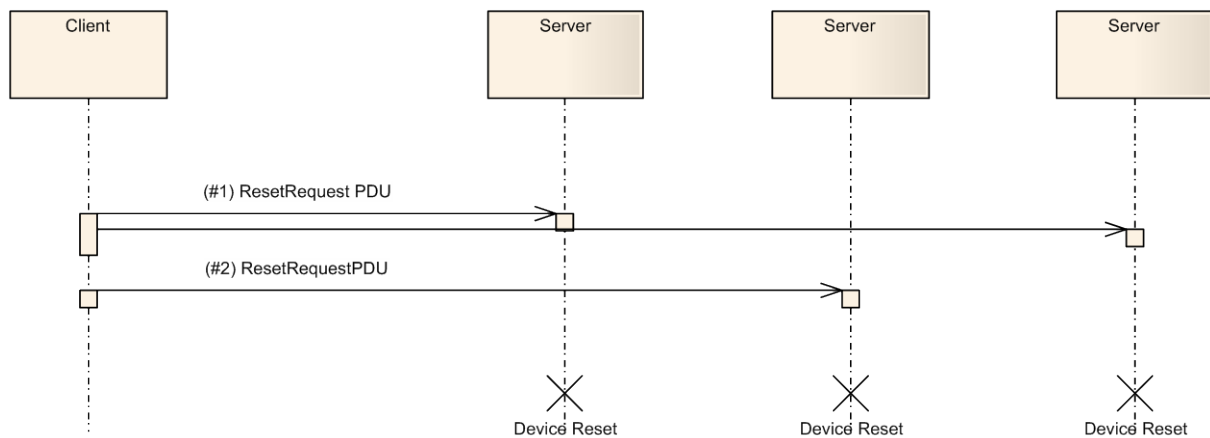 Client
Server
Server
Server
(#1) ResetRequest PDU
(#2) ResetRequestPDU
Device Reset
Device Reset
Device Reset